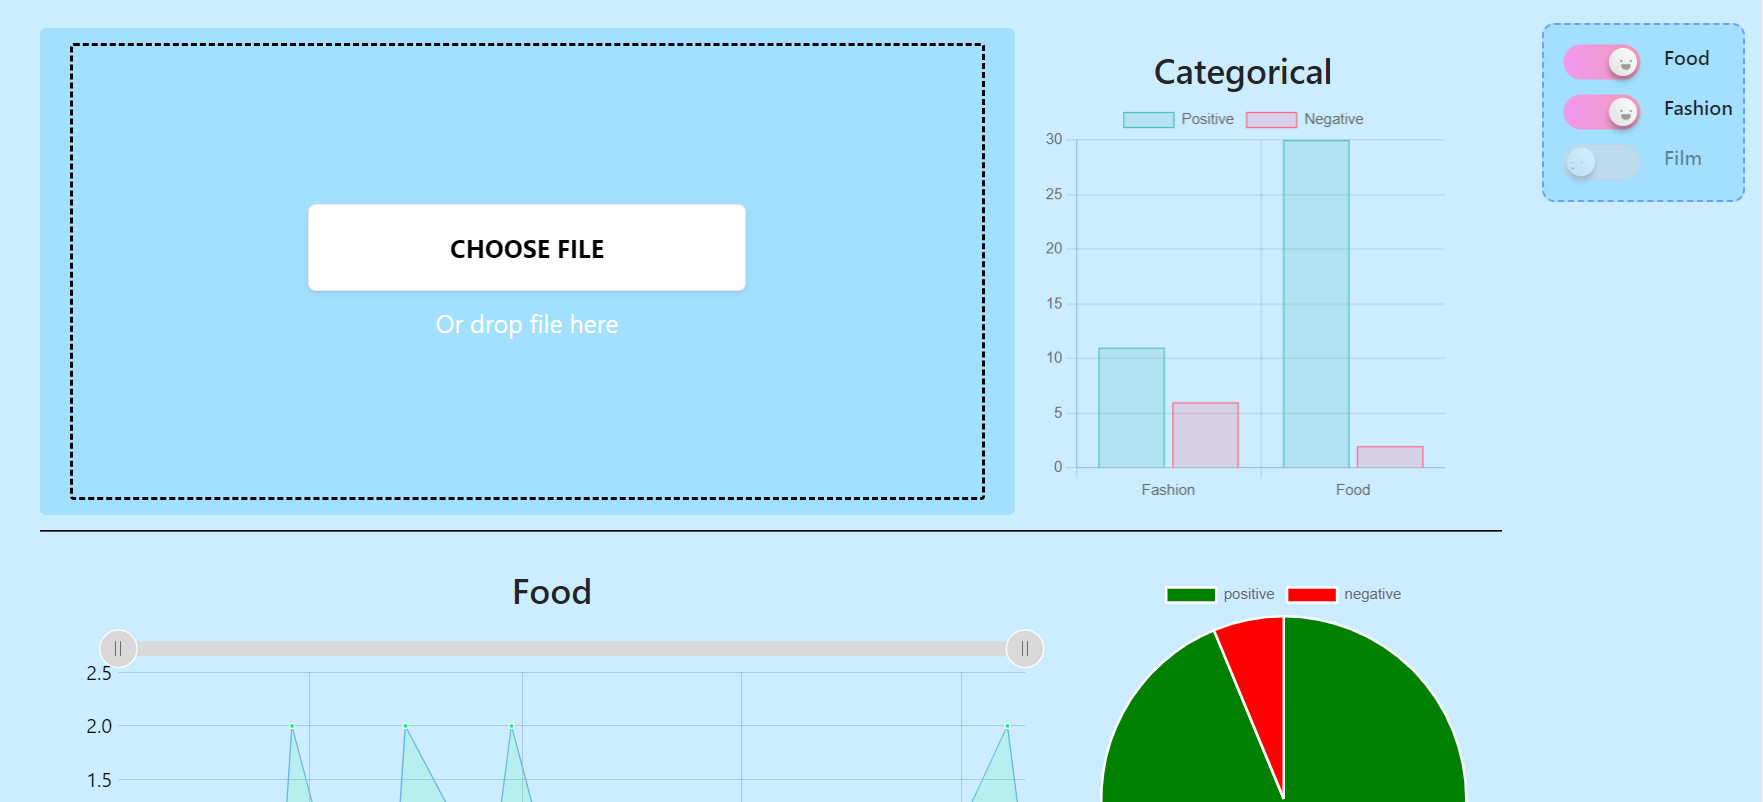 CHOOSE FILE
Or drop file here
Categorical
Positive Negative
30
25
20
15
10
5
0
Fashion Food
Food
Fashion
Film
Food
2.5
2.0
1.5
positive negative